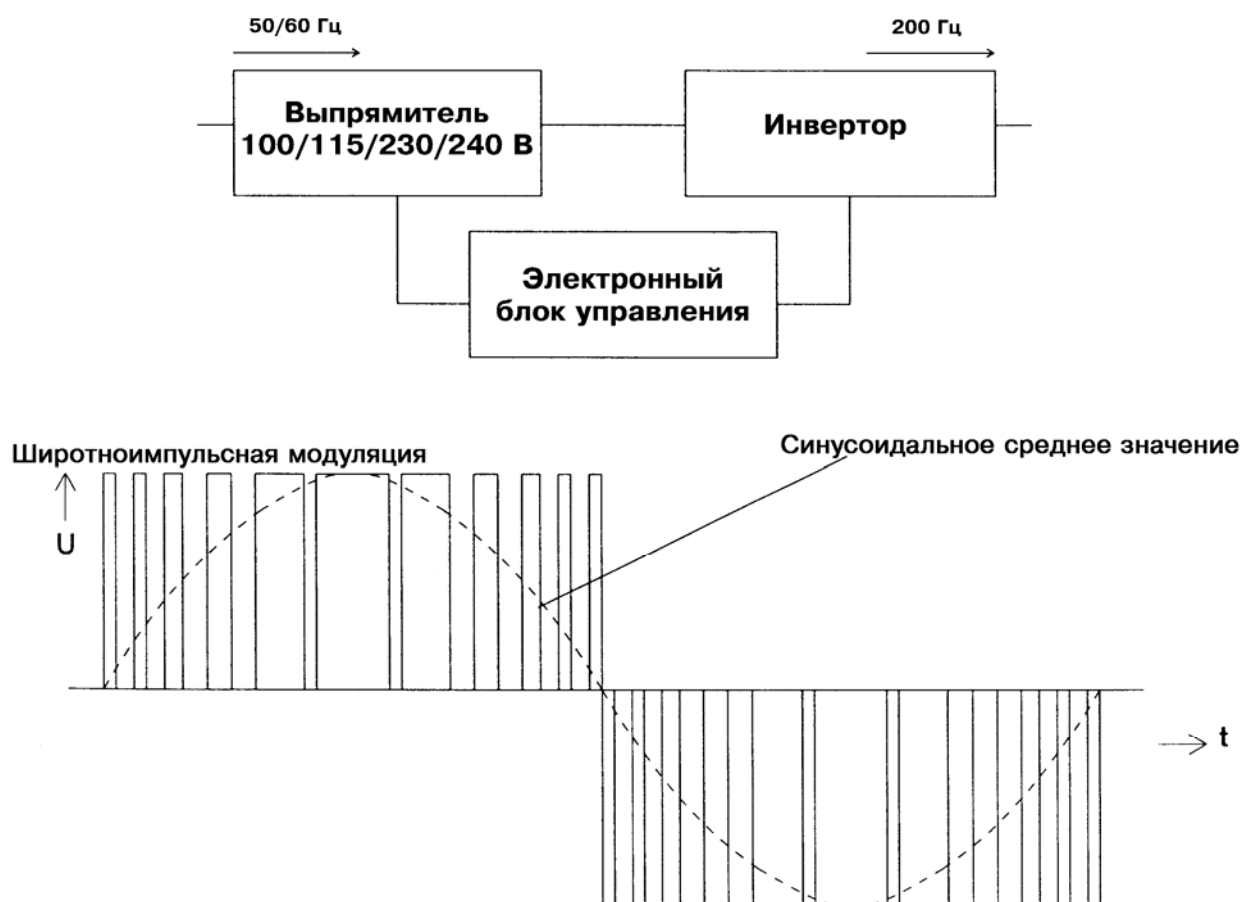 50/60 Гц
200 Гц
Выпрямитель
100/115/230/240 В
Инвертор
Электронный
блок управления
Широтноимпульсная модуляция
Синусоидальное среднее значение
U
t